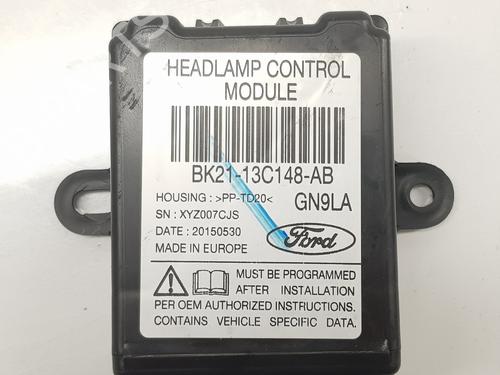 HEADLAMP CONTROL
MODULE
BK21-13C148-AB
HOUSING : >PP-TD20< GN9LA
SN : XYZ007CJS
DATE : 20150530
MADE IN EUROPE
Ford
MUST BE PROGRAMMED
AFTER INSTALLATION
PER OEM AUTHORIZED INSTRUCTIONS.
CONTAINS VEHICLE SPECIFIC DATA.